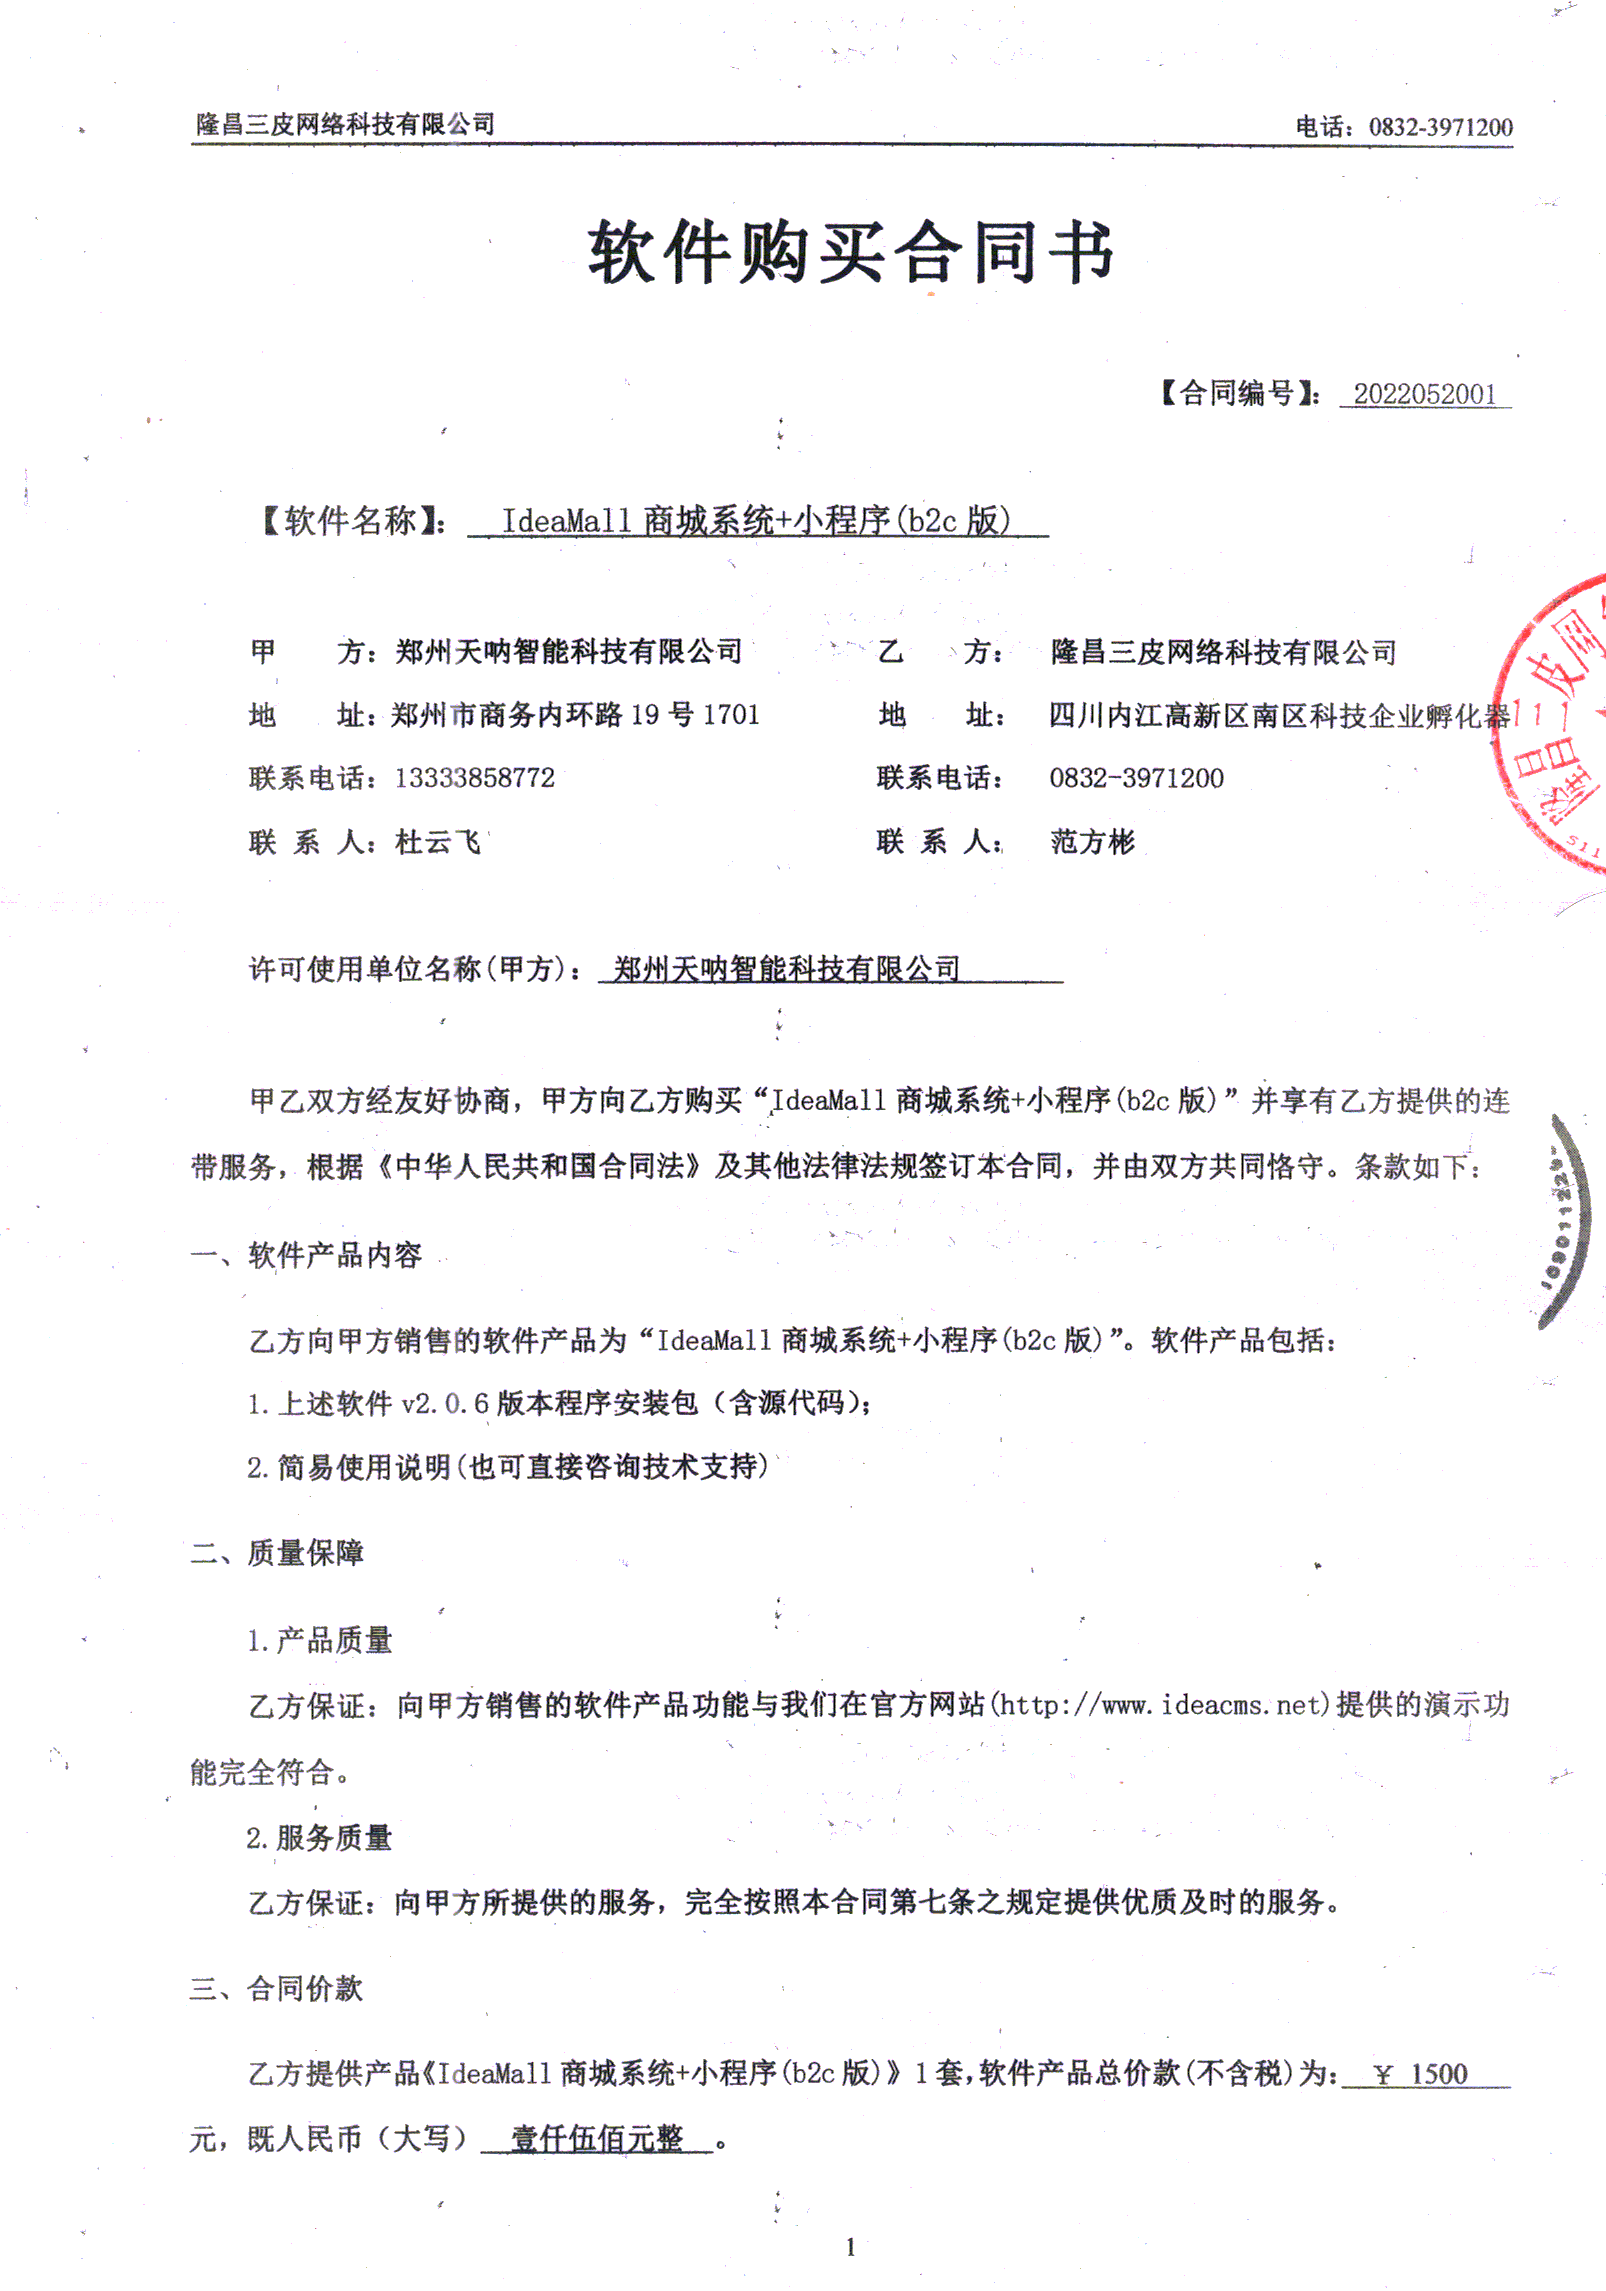 隆昌三皮网络科技有限公司 电话：0832-3971200
软件购买合同书
【合同编号】： 2022052001
【软件名称】： IdeaMall 商城系统+小程序(b2c 版)
甲 方：郑州天呐智能科技有限公司 乙 方： 隆昌三皮网络科技有限公司
地 址：郑州市商务内环路 19 号 1701 地 址： 四川内江高新区南区科技企业孵化器
联系电话：13333858772 联系电话： 0832-3971200
联 系 人：杜云飞 联 系 人： 范方彬
许可使用单位名称(甲方)： 郑州天呐智能科技有限公司
甲乙双方经友好协商，甲方向乙方购买“IdeaMall 商城系统+小程序(b2c 版)”并享有乙方提供的连
带服务，根据《中华人民共和国合同法》及其他法律法规签订本合同，并由双方共同恪守。条款如下：
一、软件产品内容
乙方向甲方销售的软件产品为“IdeaMall 商城系统+小程序(b2c 版)”。软件产品包括：
1.上述软件 v2.0.6 版本程序安装包（含源代码）；
2.简易使用说明(也可直接咨询技术支持)
二、质量保障
1.产品质量
乙方保证：向甲方销售的软件产品功能与我们在官方网站(http://www.ideacms.net)提供的演示功
能完全符合。
2.服务质量
乙方保证：向甲方所提供的服务，完全按照本合同第七条之规定提供优质及时的服务。
三、合同价款
乙方提供产品《IdeaMall 商城系统+小程序(b2c 版)》1 套，软件产品总价款(不含税)为： ￥ 1500
元，既人民币（大写） 壹仟伍佰元整 。
1
隆昌三皮网
511